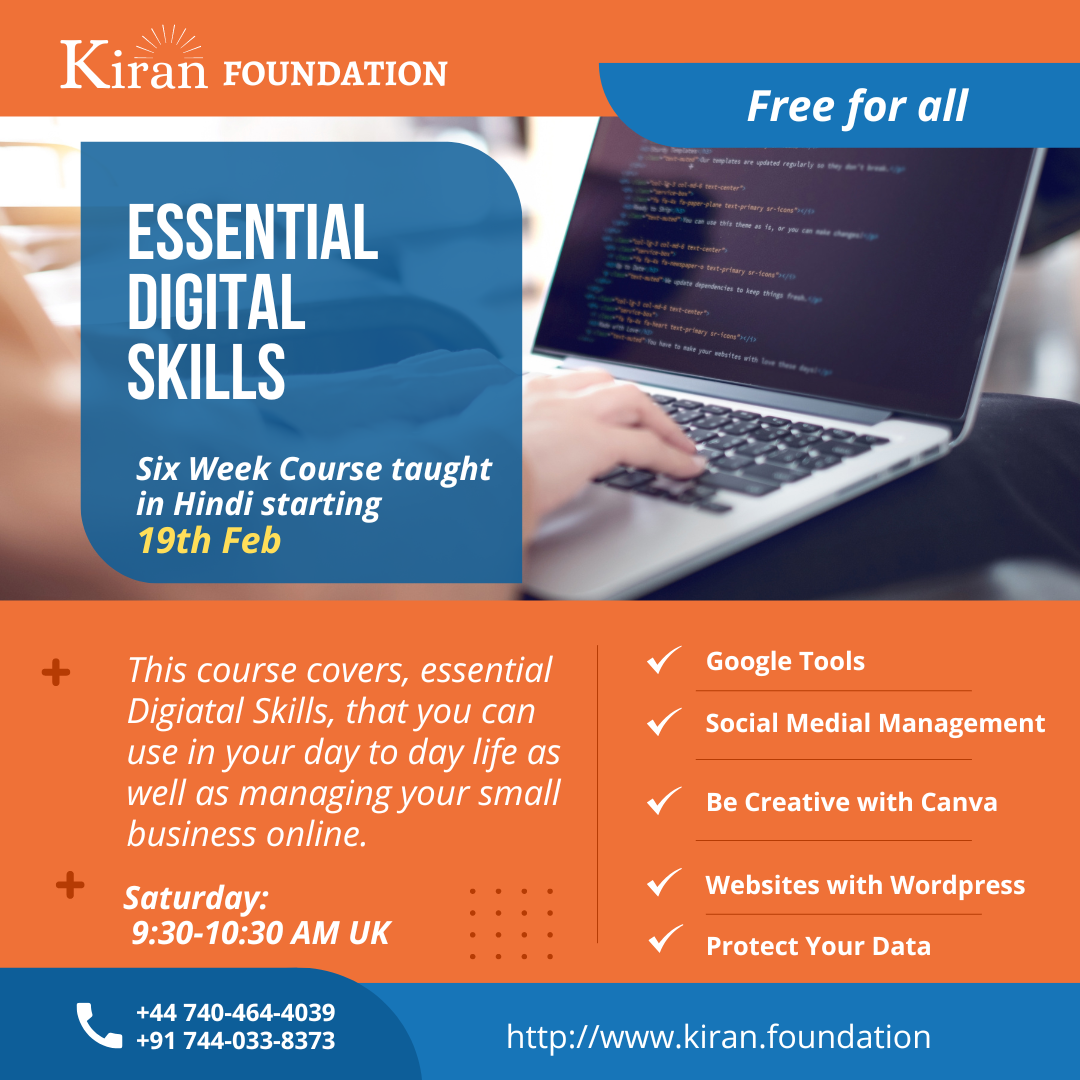 Kiran FOUNDATION
Free for all
ESSENTIAL
DIGITAL
SKILLS
Six Week Course taught
in Hindi starting
19th Feb
This course covers, essential
Digiatal Skills, that you can
use in your day to day life as
well as managing your small
business online.
Saturday:
9:30-10:30 AM UK
Google Tools
Social Medial Management
Be Creative with Canva
Websites with Wordpress
Protect Your Data
+44 740-464-4039
+91 744-033-8373
http://www.kiran.foundation